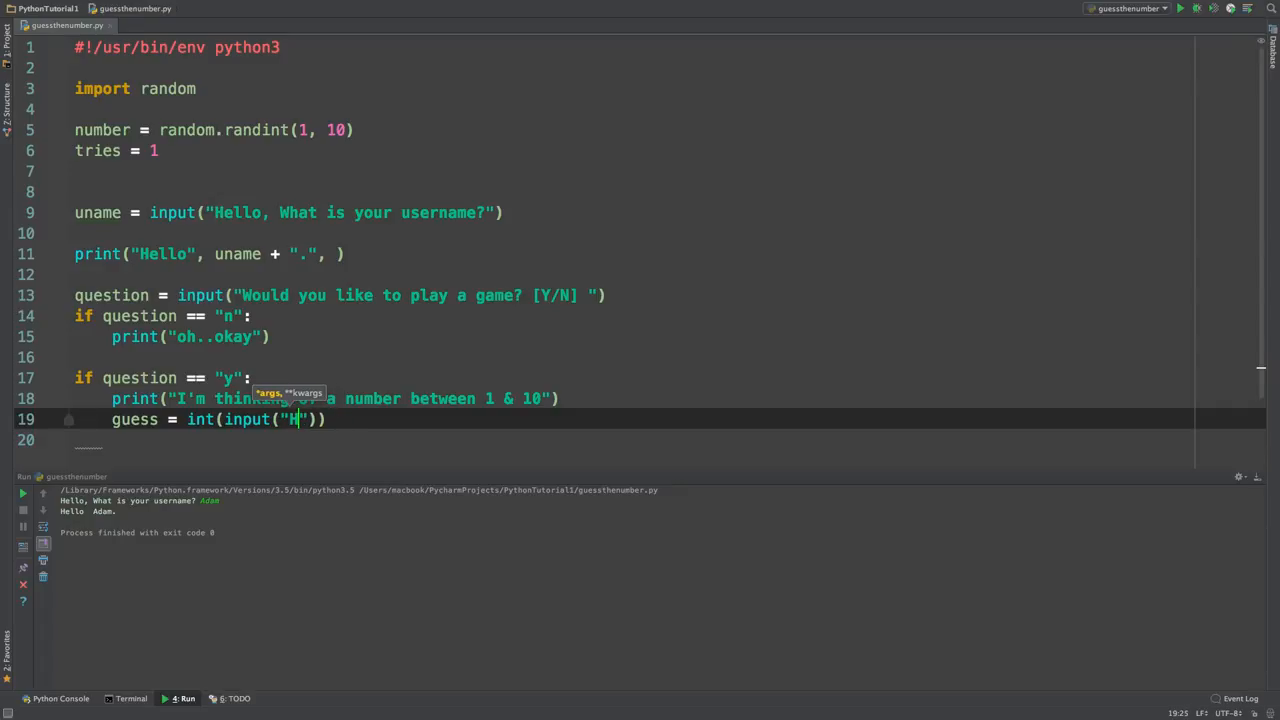 PythonTutorial1 guessthenumber.py guessthenumber
guessthenumber.py
1: Project
Z: Structure
Database
1 #!/usr/bin/env python3
2
3 import random
4
5 number = random.randint(1, 10)
6 tries = 1
7
8
9 uname = input("Hello, What is your username?")
10
11 print("Hello", uname + ".", )
12
13 question = input("Would you like to play a game? [Y/N] ")
14 if question == "n":
15 print("oh..okay")
16
17 if question == "y":
*args, **kwargs
18 print("I'm thinking of a number between 1 & 10")
19 guess = int(input("H"))
20
Run guessthenumber
/Library/Frameworks/Python.framework/Versions/3.5/bin/python3.5 /Users/macbook/PycharmProjects/PythonTutorial1/guessthenumber.py
Hello, What is your username? Adam
Hello  Adam.
Process finished with exit code 0
2: Favorites
Python Console Terminal 4: Run 6: TODO Event Log
19:25 LF÷ UTF-8÷